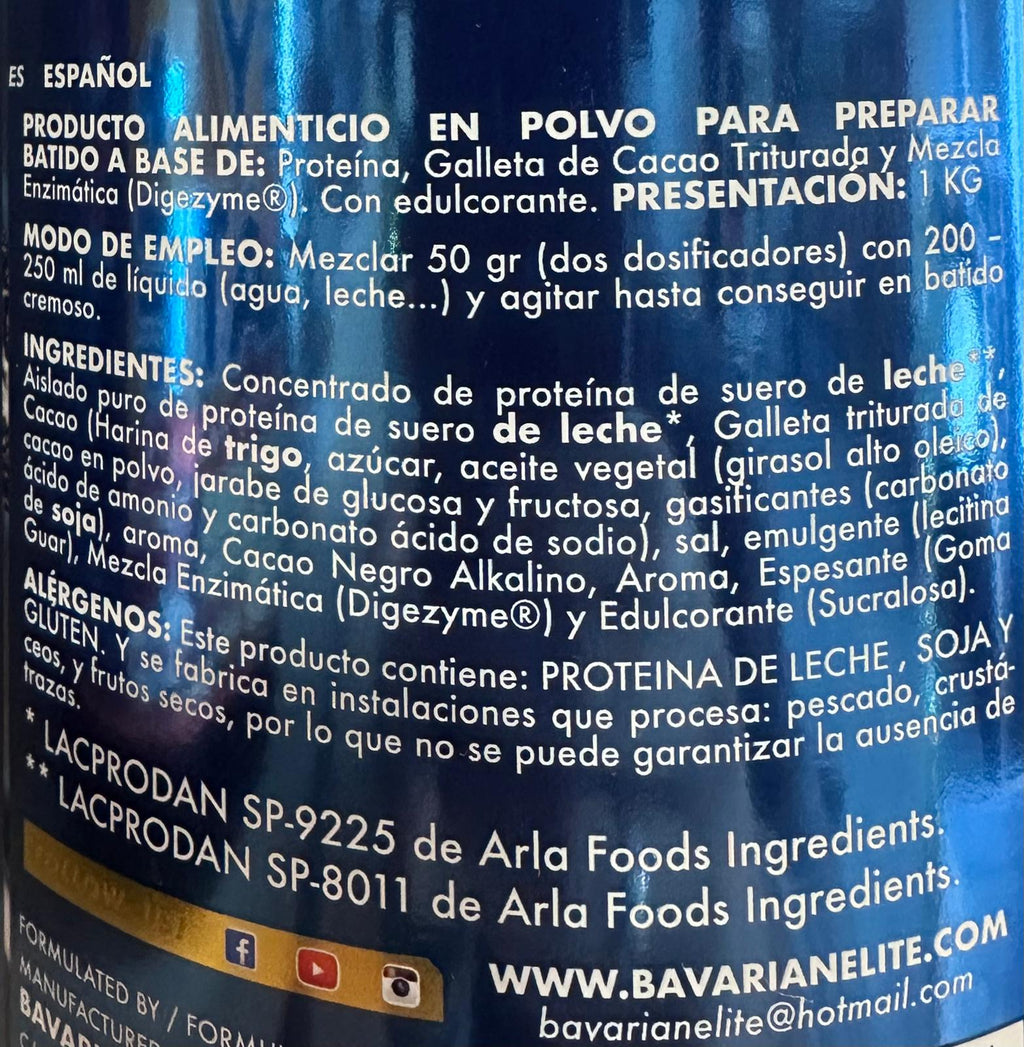 ES ESPAÑOL
PRODUCTO ALIMENTICIO EN POLVO PARA PREPARAR
BATIDO A BASE DE: Proteína, Galleta de Cacao Triturada y Mezcla
Enzimática (Digezyme®). Con edulcorante. PRESENTACIÓN: 1 KG
MODO DE EMPLEO: Mezclar 50 gr (dos dosificadores) con 200 –
250 ml de líquido (agua, leche...) y agitar hasta conseguir en batido
cremoso.
INGREDIENTES: Concentrado de proteína de suero de leche**,
Aislado puro de proteína de suero de leche*, Galleta triturada de
Cacao (Harina de trigo, azúcar, aceite vegetal (girasol alto oleico),
cacao en polvo, jarabe de glucosa y fructosa, gasificantes (carbonato
ácido de amonio y carbonato ácido de sodio), sal, emulgente (lecitina
de soja), aroma, Cacao Negro Alkalino, Aroma, Espesante (Goma
Guar), Mezcla Enzimática (Digezyme®) y Edulcorante (Sucralosa).
ALÉRGENOS: Este producto contiene: PROTEINA DE LECHE , SOJA Y
GLUTEN. Y se fabrica en instalaciones que procesa: pescado, crustá-
ceos, y frutos secos, por lo que no se puede garantizar la ausencia de
trazas.
* LACPRODAN SP-9225 de Arla Foods Ingredients.
** LACPRODAN SP-8011 de Arla Foods Ingredients.
WWW.BAVARIANELITE.COM
bavarianelite@hotmail.com
FORMULATED BY / FORMU
MANUFACTURED
BAVAR